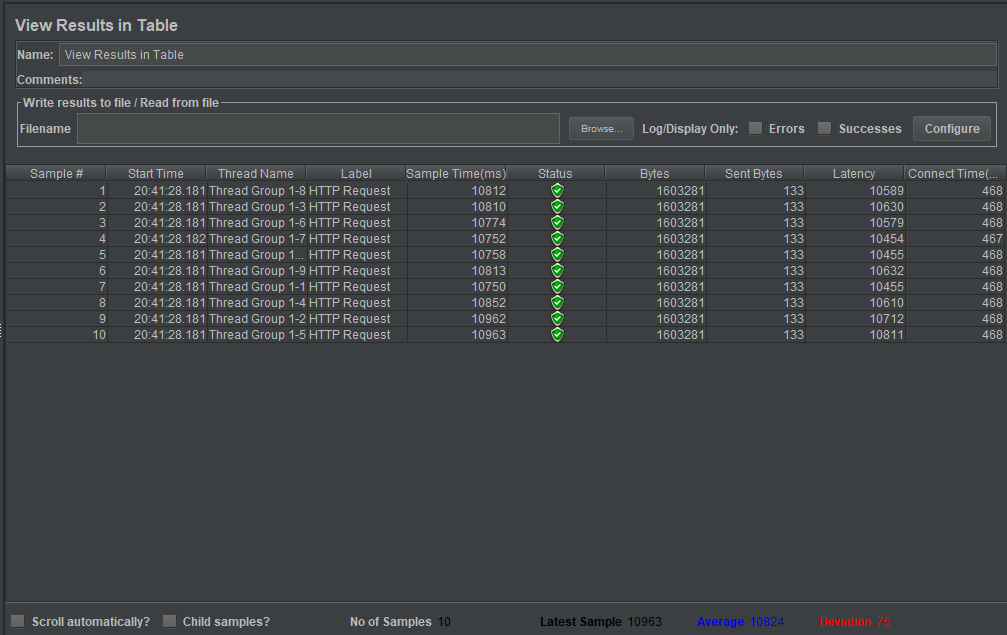 View Results in Table
Name: View Results in Table
Comments:
Write results to file / Read from file
Filename Browse... Log/Display Only: Errors Successes Configure
Sample # Start Time Thread Name Label Sample Time(ms) Status Bytes Sent Bytes Latency Connect Time(...
1 20:41:28.181 Thread Group 1-8 HTTP Request 10812 1603281 133 10589 468
2 20:41:28.181 Thread Group 1-3 HTTP Request 10810 1603281 133 10630 468
3 20:41:28.181 Thread Group 1-6 HTTP Request 10774 1603281 133 10579 468
4 20:41:28.182 Thread Group 1-7 HTTP Request 10752 1603281 133 10454 467
5 20:41:28.181 Thread Group 1... HTTP Request 10758 1603281 133 10455 468
6 20:41:28.181 Thread Group 1-9 HTTP Request 10813 1603281 133 10632 468
7 20:41:28.181 Thread Group 1-1 HTTP Request 10750 1603281 133 10455 468
8 20:41:28.181 Thread Group 1-4 HTTP Request 10852 1603281 133 10610 468
9 20:41:28.181 Thread Group 1-2 HTTP Request 10962 1603281 133 10712 468
10 20:41:28.181 Thread Group 1-5 HTTP Request 10963 1603281 133 10811 468
Scroll automatically? Child samples? No of Samples 10 Latest Sample 10963 Average 10824 Deviation 75